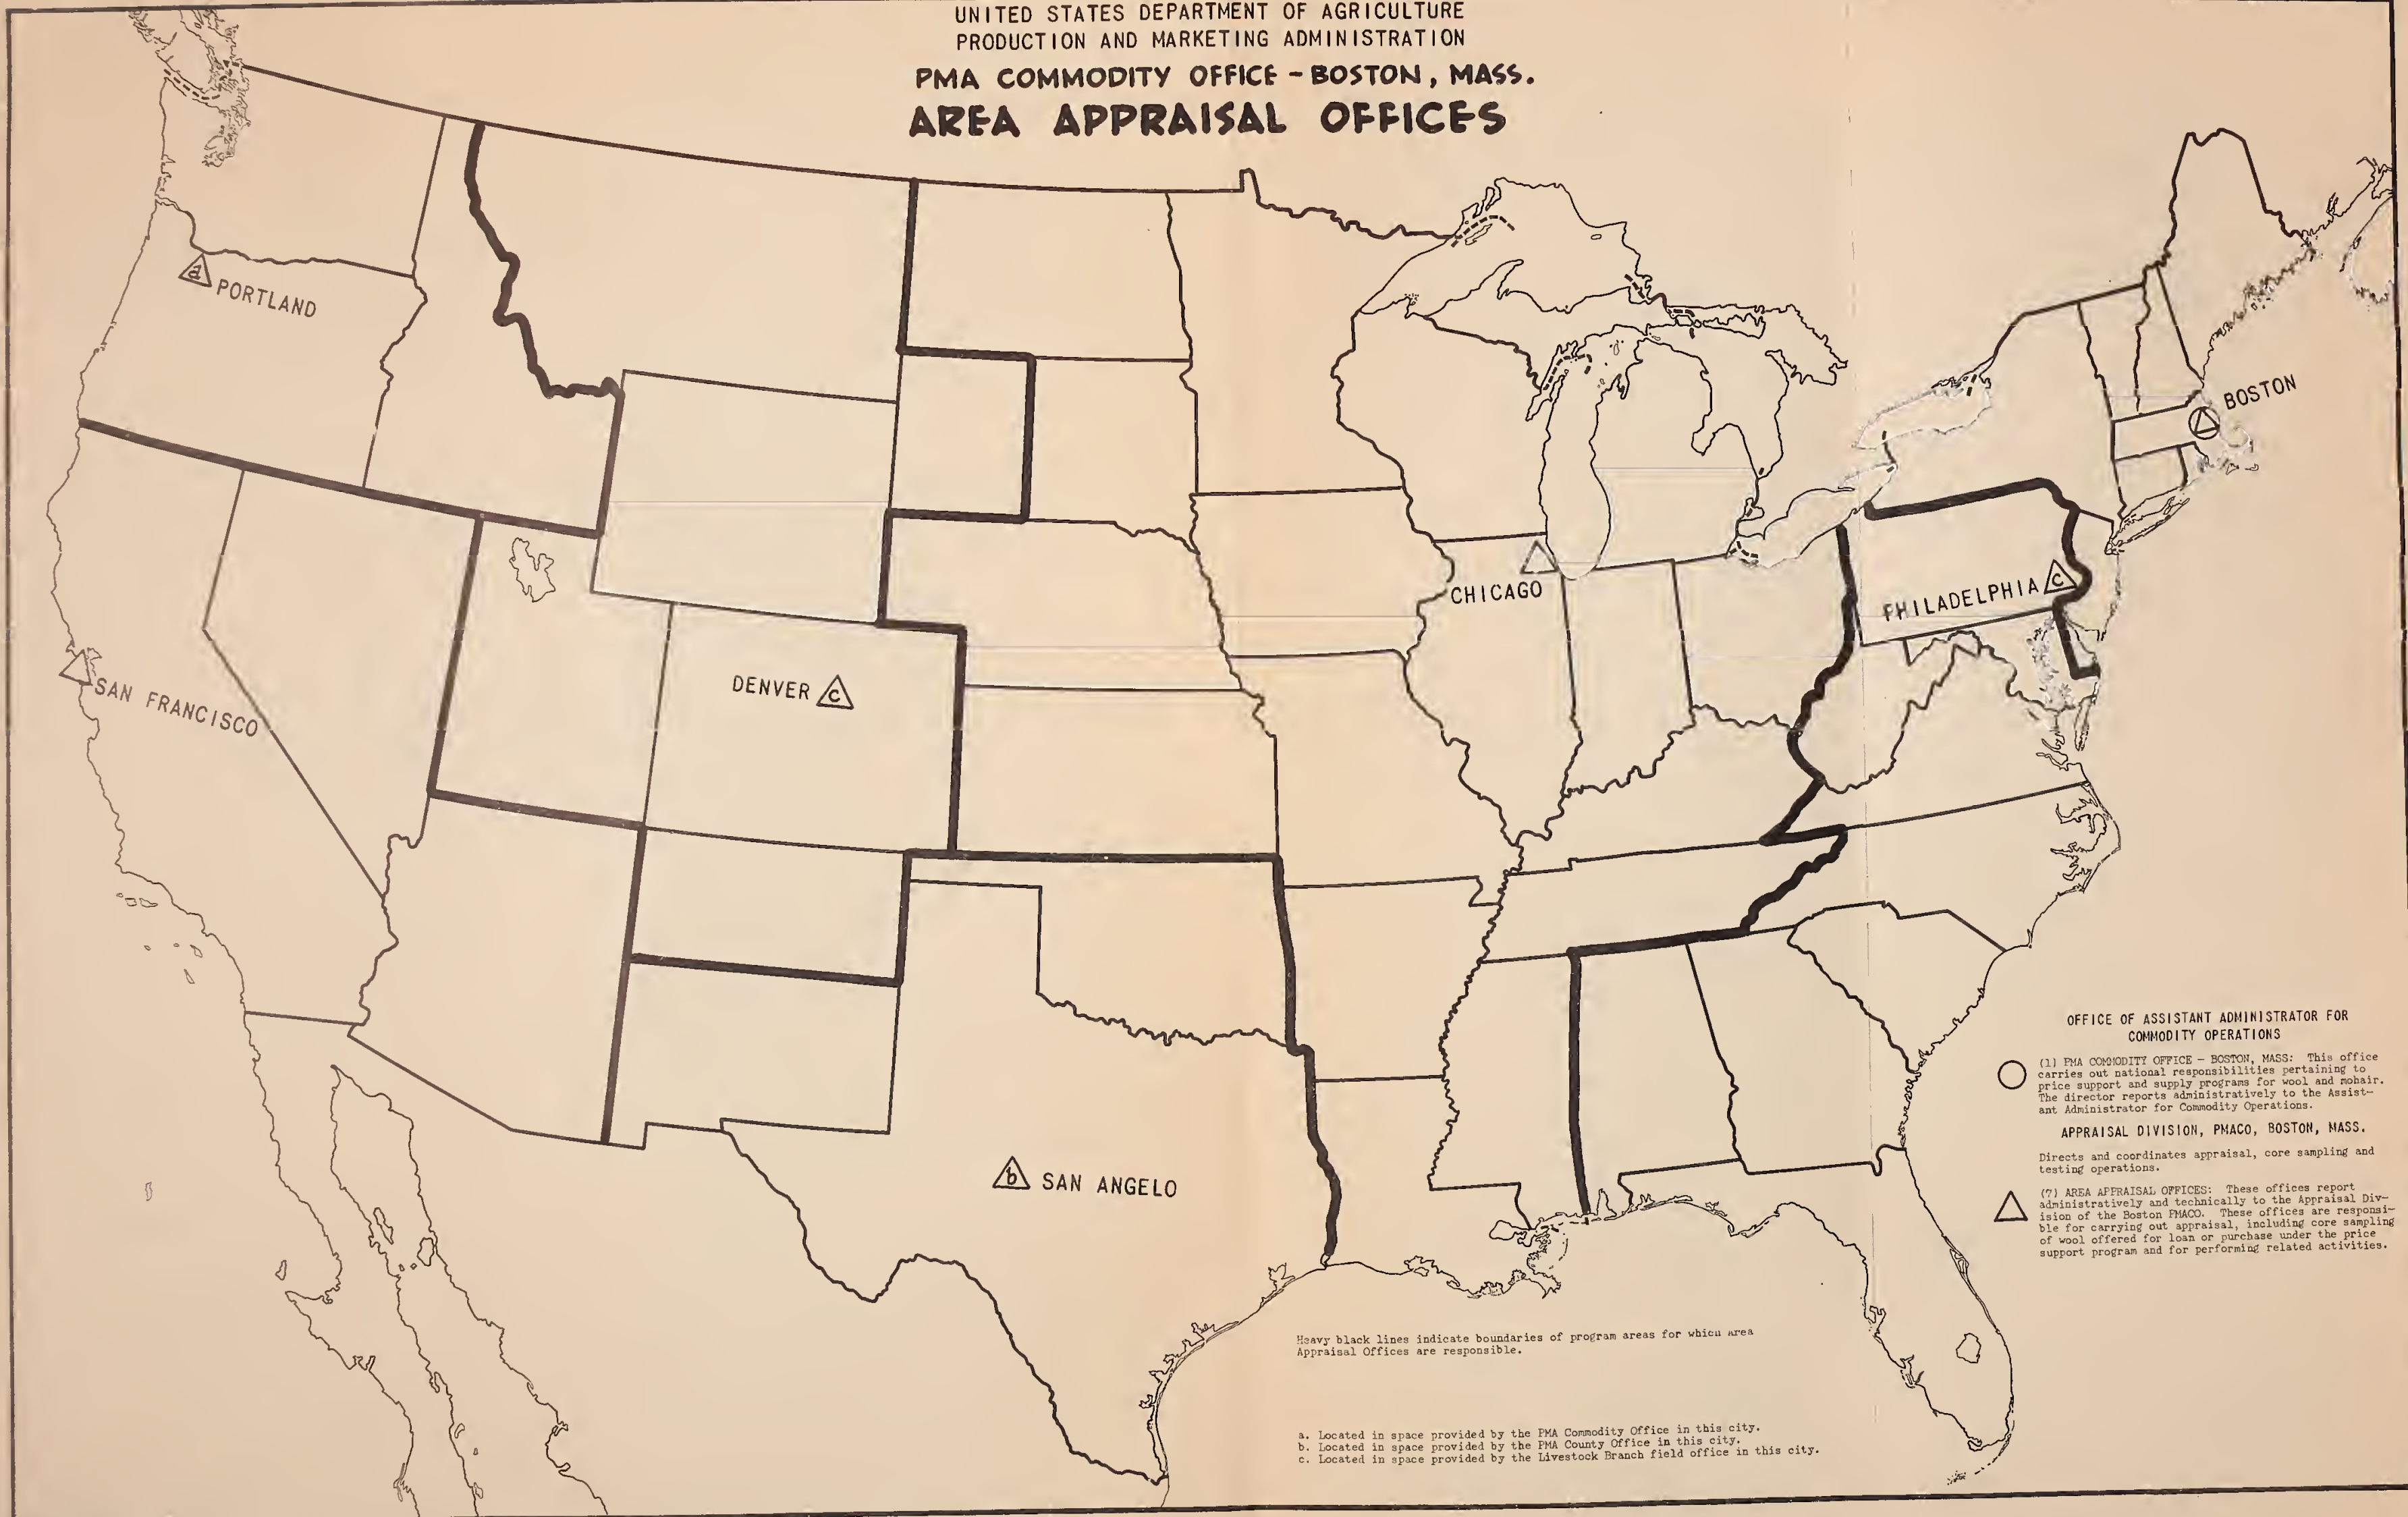 UNITED STATES DEPARTMENT OF AGRICULTURE
PRODUCTION AND MARKETING ADMINISTRATION
PMA COMMODITY OFFICE - BOSTON, MASS.
AREA APPRAISAL OFFICES
a PORTLAND
BOSTON
CHICAGO
PHILADELPHIA c
SAN FRANCISCO
DENVER c
b SAN ANGELO
OFFICE OF ASSISTANT ADMINISTRATOR FOR
COMMODITY OPERATIONS
(1) PMA COMMODITY OFFICE - BOSTON, MASS: This office
carries out national responsibilities pertaining to
price support and supply programs for wool and mohair.
The director reports administratively to the Assist-
ant Administrator for Commodity Operations.
APPRAISAL DIVISION, PMACO, BOSTON, MASS.
Directs and coordinates appraisal, core sampling and
testing operations.
(7) AREA APPRAISAL OFFICES: These offices report
administratively and technically to the Appraisal Div-
ision of the Boston PMACO. These offices are responsi-
ble for carrying out appraisal, including core sampling
of wool offered for loan or purchase under the price
support program and for performing related activities.
Heavy black lines indicate boundaries of program areas for which area
Appraisal Offices are responsible.
a. Located in space provided by the PMA Commodity Office in this city.
b. Located in space provided by the PMA County Office in this city.
c. Located in space provided by the Livestock Branch field office in this city.